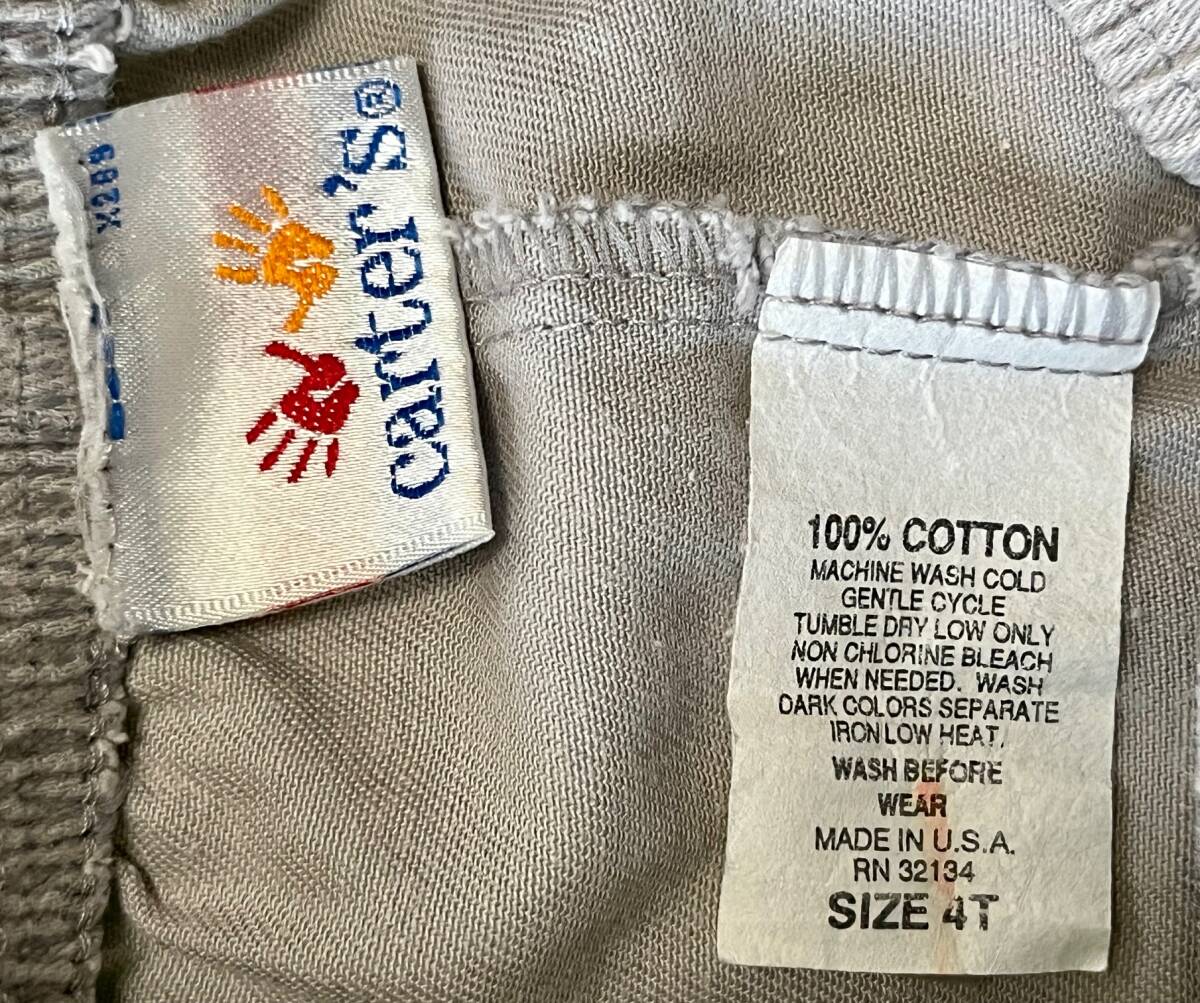 carter's®
100% COTTON
MACHINE WASH COLD
GENTLE CYCLE
TUMBLE DRY LOW ONLY
NON CHLORINE BLEACH
WHEN NEEDED. WASH
DARK COLORS SEPARATE
IRON LOW HEAT.
WASH BEFORE
WEAR
MADE IN U.S.A.
RN 32134
SIZE 4T